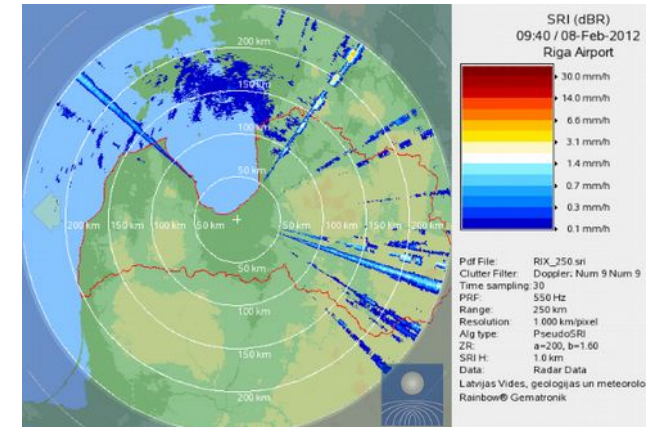 SRI (dBR)
09:40 / 08-Feb-2012
Riga Airport
30.0 mm/h
14.0 mm/h
6.6 mm/h
3.1 mm/h
1.4 mm/h
0.7 mm/h
0.3 mm/h
0.1 mm/h
Pdf File: RIX_250.sri
Clutter Filter: Doppler: Num 9 Num 9
Time sampling: 30
PRF: 550 Hz
Range: 250 km
Resolution: 1.000 km/pixel
Alg type: PseudoSRI
ZR: a=200, b=1.60
SRI H: 1.0 km
Data: Radar Data
Latvijas Vides, geologijas un meteorolo
Rainbow® Gematronik
200 km
150 km
100 km
50 km
200 km 150 km 100 km 50 km 50 km 100 km 150 km 200 km
50 km
100 km
150 km
200 km